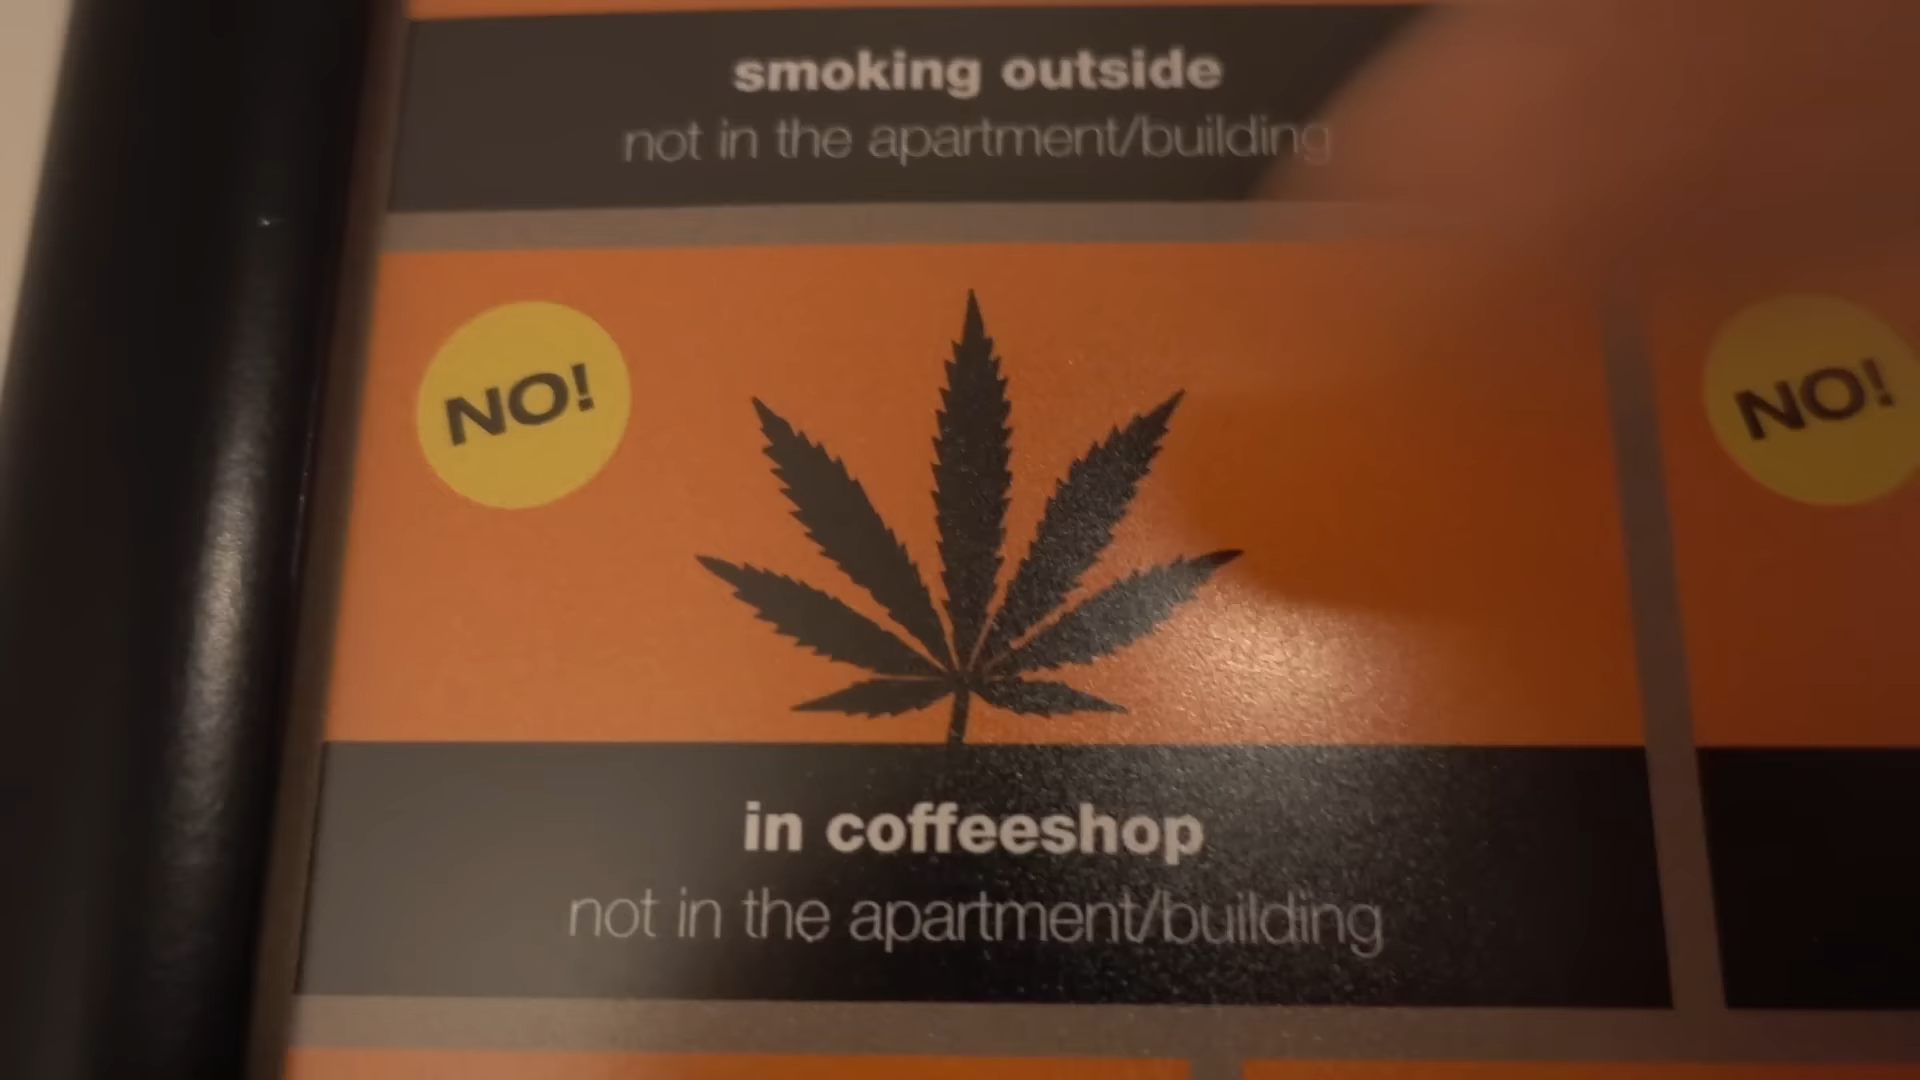 smoking outside
not in the apartment/building
NO!
NO!
in coffeeshop
not in the apartment/building